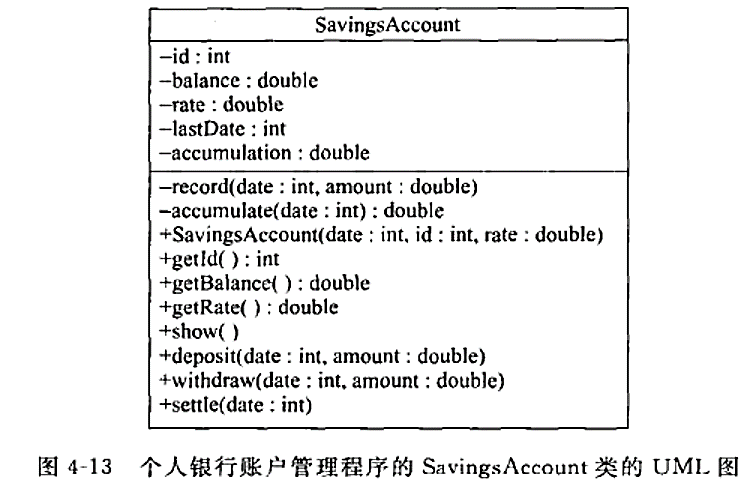 SavingsAccount
−id : int
−balance : double
−rate : double
−lastDate : int
−accumulation : double
−record(date : int, amount : double)
−accumulate(date : int) : double
+SavingsAccount(date : int, id : int, rate : double)
+getId( ) : int
+getBalance( ) : double
+getRate( ) : double
+show( )
+deposit(date : int, amount : double)
+withdraw(date : int, amount : double)
+settle(date : int)
图 4-13 个人银行账户管理程序的 SavingsAccount 类的 UML 图